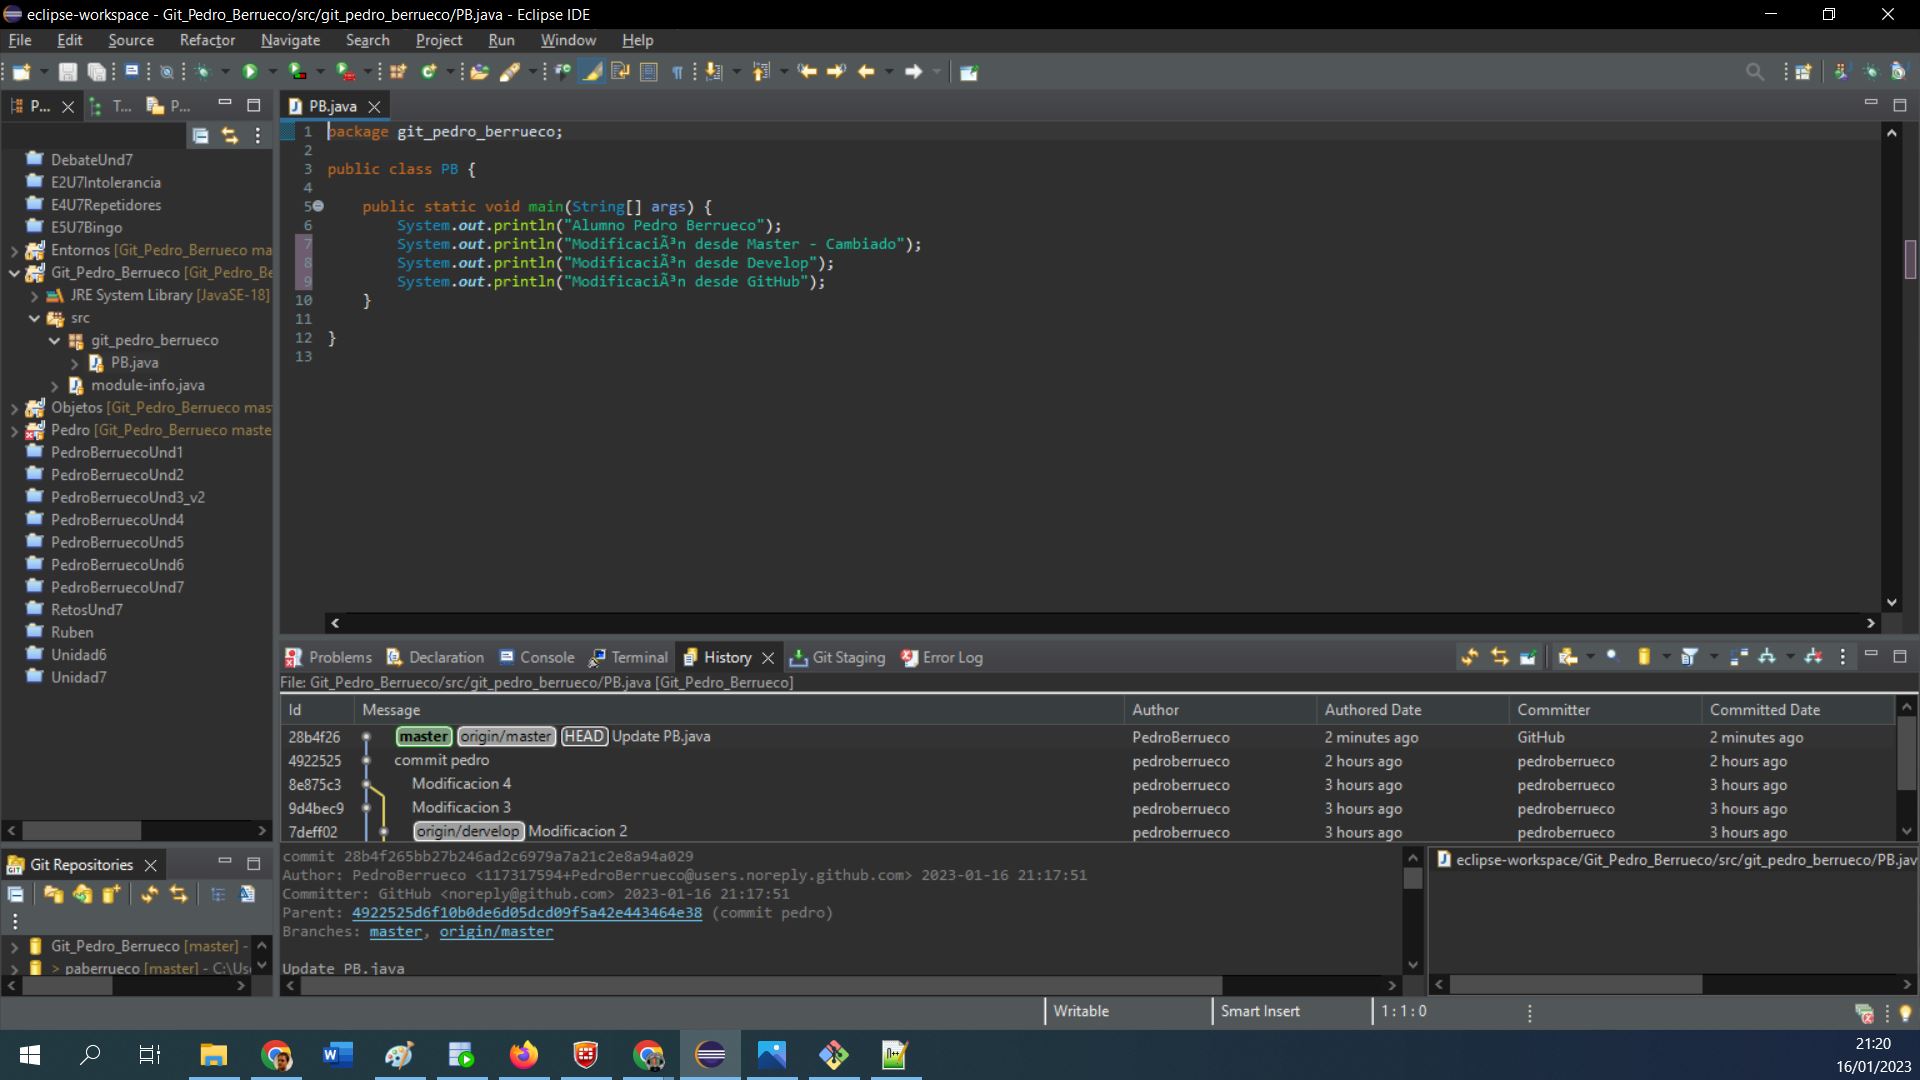 eclipse-workspace - Git_Pedro_Berrueco/src/git_pedro_berrueco/PB.java - Eclipse IDE
File Edit Source Refactor Navigate Search Project Run Window Help
P... T... P...
PB.java
DebateUnd7
E2U7Intolerancia
E4U7Repetidores
E5U7Bingo
Entornos [Git_Pedro_Berrueco ma
Git_Pedro_Berrueco [Git_Pedro_Be
JRE System Library [JavaSE-18]
src
git_pedro_berrueco
PB.java
module-info.java
Objetos [Git_Pedro_Berrueco mas
Pedro [Git_Pedro_Berrueco maste
PedroBerruecoUnd1
PedroBerruecoUnd2
PedroBerruecoUnd3_v2
PedroBerruecoUnd4
PedroBerruecoUnd5
PedroBerruecoUnd6
PedroBerruecoUnd7
RetosUnd7
Ruben
Unidad6
Unidad7
1 package git_pedro_berrueco;
2
3 public class PB {
4
5 public static void main(String[] args) {
6 System.out.println("Alumno Pedro Berrueco");
7 System.out.println("ModificaciÃ³n desde Master - Cambiado");
8 System.out.println("ModificaciÃ³n desde Develop");
9 System.out.println("ModificaciÃ³n desde GitHub");
10 }
11
12 }
13
Problems Declaration Console Terminal History Git Staging Error Log
File: Git_Pedro_Berrueco/src/git_pedro_berrueco/PB.java [Git_Pedro_Berrueco]
Id Message Author Authored Date Committer Committed Date
28b4f26 master origin/master HEAD Update PB.java PedroBerrueco 2 minutes ago GitHub 2 minutes ago
4922525 commit pedro pedroberrueco 2 hours ago pedroberrueco 2 hours ago
8e875c3 Modificacion 4 pedroberrueco 3 hours ago pedroberrueco 3 hours ago
9d4bec9 Modificacion 3 pedroberrueco 3 hours ago pedroberrueco 3 hours ago
7deff02 origin/dervelop Modificacion 2 pedroberrueco 3 hours ago pedroberrueco 3 hours ago
Git Repositories
GIT
Git_Pedro_Berrueco [master] -
> paberrueco [master] - C:\Use
commit 28b4f265bb27b246ad2c6979a7a21c2e8a94a029
Author: PedroBerrueco <117317594+PedroBerrueco@users.noreply.github.com> 2023-01-16 21:17:51
Committer: GitHub <noreply@github.com> 2023-01-16 21:17:51
Parent: 4922525d6f10b0de6d05dcd09f5a42e443464e38 (commit pedro)
Branches: master, origin/master
Update PB.java
eclipse-workspace/Git_Pedro_Berrueco/src/git_pedro_berrueco/PB.jav
Writable Smart Insert 1 : 1 : 0
21:20
16/01/2023